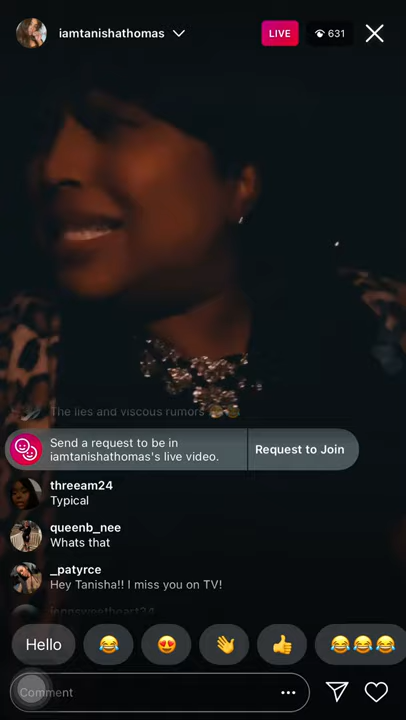 iamtanishathomas
LIVE
631
The lies and viscous rumors
Send a request to be in
iamtanishathomas's live video.
Request to Join
threeam24
Typical
queenb_nee
Whats that
_patyrce
Hey Tanisha!! I miss you on TV!
Hello
Comment